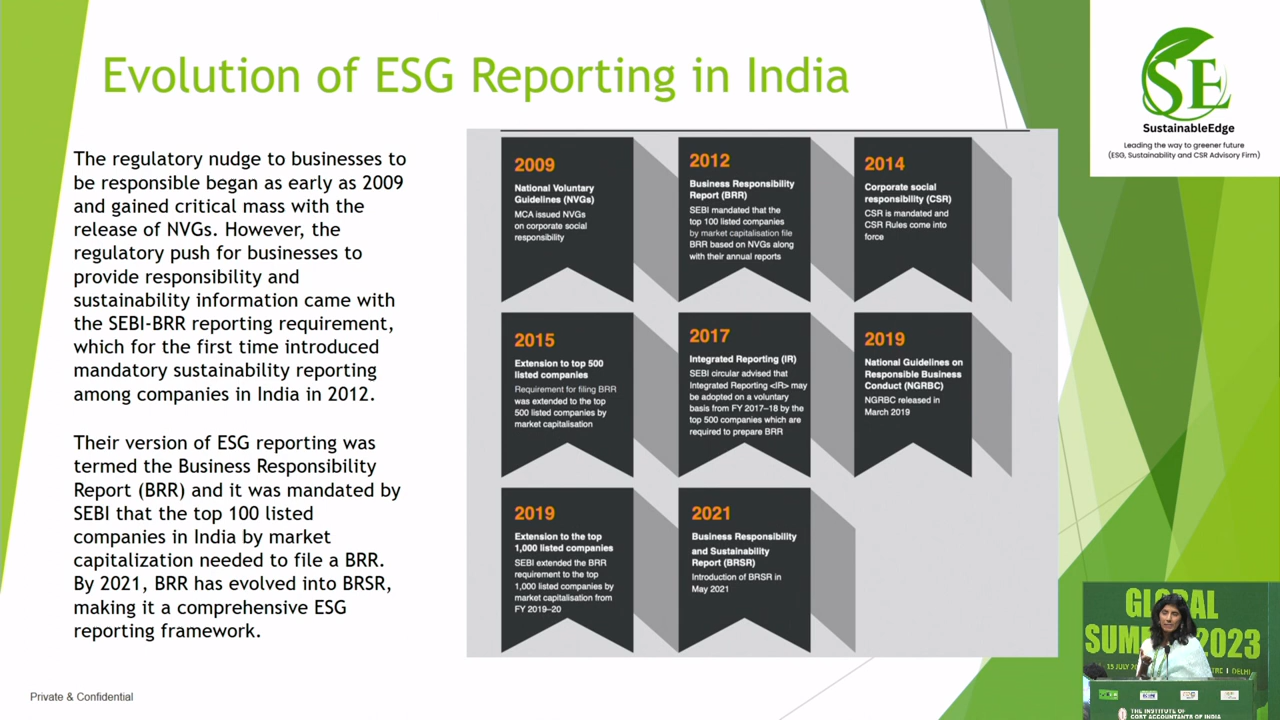 Evolution of ESG Reporting in India
SE
SustainableEdge
Leading the way to greener future
(ESG, Sustainability and CSR Advisory Firm)
The regulatory nudge to businesses to
be responsible began as early as 2009
and gained critical mass with the
release of NVGs. However, the
regulatory push for businesses to
provide responsibility and
sustainability information came with
the SEBI-BRR reporting requirement,
which for the first time introduced
mandatory sustainability reporting
among companies in India in 2012.
Their version of ESG reporting was
termed the Business Responsibility
Report (BRR) and it was mandated by
SEBI that the top 100 listed
companies in India by market
capitalization needed to file a BRR.
By 2021, BRR has evolved into BRSR,
making it a comprehensive ESG
reporting framework.
2009
National Voluntary
Guidelines (NVGs)
MCA issued NVGs
on corporate social
responsibility
2012
Business Responsibility
Report (BRR)
SEBI mandated that the
top 100 listed companies
by market capitalisation file
BRR based on NVGs along
with their annual reports
2014
Corporate social
responsibility (CSR)
CSR is mandated and
CSR Rules come into
force
2015
Extension to top 500
listed companies
Requirement for filing BRR
was extended to the top
500 listed companies by
market capitalisation
2017
Integrated Reporting (IR)
SEBI circular advised that
Integrated Reporting <IR> may
be adopted on a voluntary
basis from FY 2017–18 by the
top 500 companies which are
required to prepare BRR
2019
National Guidelines on
Responsible Business
Conduct (NGRBC)
NGRBC released in
March 2019
2019
Extension to the top
1,000 listed companies
SEBI extended the BRR
requirement to the top
1,000 listed companies by
market capitalisation from
FY 2019–20
2021
Business Responsibility
and Sustainability
Report (BRSR)
Introduction of BRSR in
May 2021
Private & Confidential
GLOBAL
2023
DELHI
THE INSTITUTE OF
COST ACCOUNTANTS OF INDIA